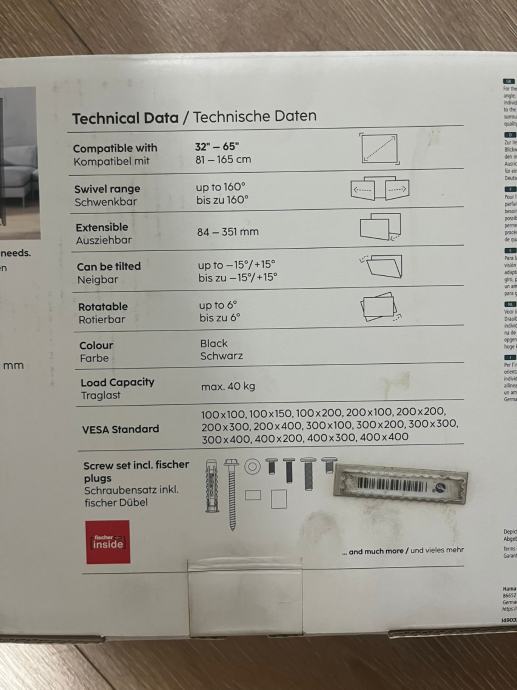 Technical Data / Technische Daten
Compatible with
Kompatibel mit
32" – 65"
81 – 165 cm
Swivel range
Schwenkbar
up to 160°
bis zu 160°
Extensible
Ausziehbar
84 – 351 mm
Can be tilted
Neigbar
up to –15°/+15°
bis zu –15°/+15°
Rotatable
Rotierbar
up to 6°
bis zu 6°
Colour
Farbe
Black
Schwarz
Load Capacity
Traglast
max. 40 kg
VESA Standard
100x100, 100x150, 100x200, 200x100, 200x200,
200x300, 200x400, 300x100, 300x200, 300x300,
300x400, 400x200, 400x300, 400x400
Screw set incl. fischer
plugs
Schraubensatz inkl.
fischer Dübel
fischer
inside
... and much more / und vieles mehr
needs.
mm